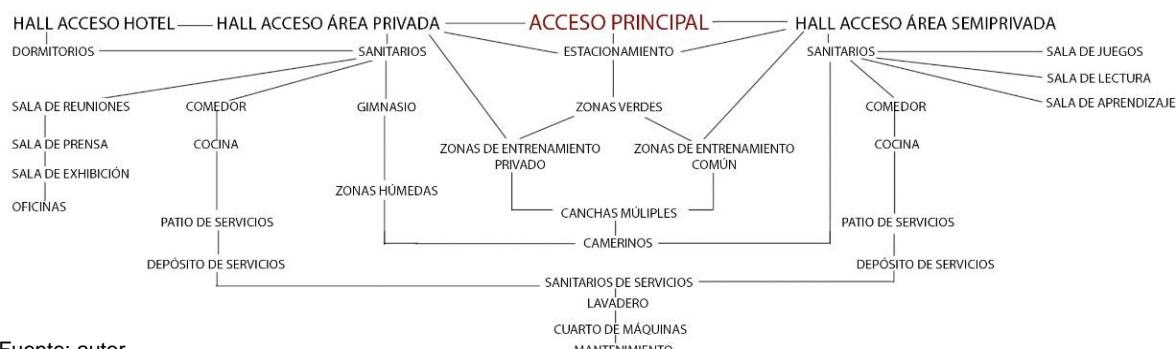 HALL ACCESO HOTEL HALL ACCESO ÁREA PRIVADA ACCESO PRINCIPAL HALL ACCESO ÁREA SEMIPRIVADA
DORMITORIOS SANITARIOS ESTACIONAMIENTO SANITARIOS SALA DE JUEGOS
SALA DE LECTURA
SALA DE REUNIONES COMEDOR GIMNASIO ZONAS VERDES COMEDOR SALA DE APRENDIZAJE
SALA DE PRENSA COCINA ZONAS DE ENTRENAMIENTO ZONAS DE ENTRENAMIENTO COCINA
PRIVADO COMÚN
SALA DE EXHIBICIÓN
ZONAS HÚMEDAS
OFICINAS
CANCHAS MÚLIPLES
PATIO DE SERVICIOS PATIO DE SERVICIOS
CAMERINOS
DEPÓSITO DE SERVICIOS DEPÓSITO DE SERVICIOS
SANITARIOS DE SERVICIOS
LAVADERO
CUARTO DE MÁQUINAS
MANTENIMIENTO
Fuente: autor